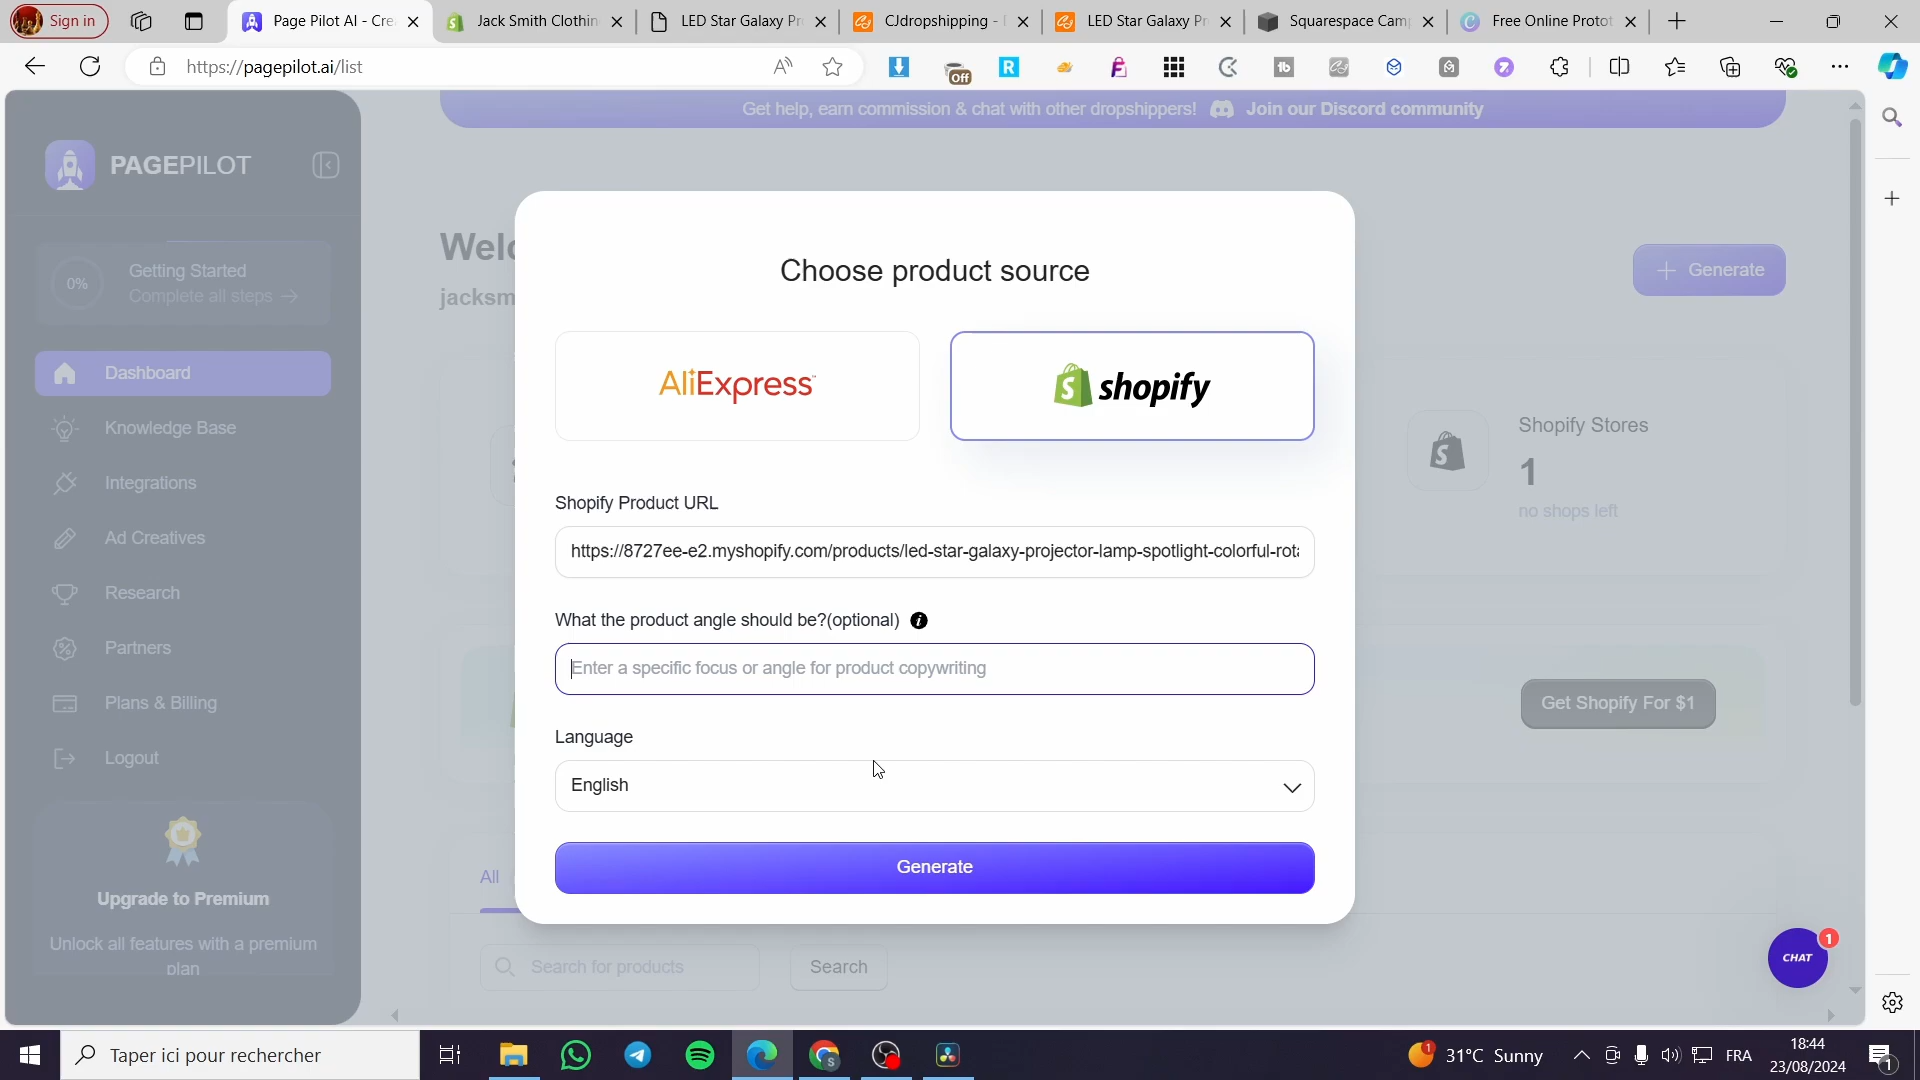 Sign in
Page Pilot AI - Cre
Jack Smith Clothin
LED Star Galaxy Pr
CJdropshipping -
LED Star Galaxy Pr
Squarespace Cam
Free Online Protot
https://pagepilot.ai/list
Off
Get help, earn commission & chat with other dropshippers! Join our Discord community
PAGEPILOT
0%
Getting Started
Complete all steps →
Dashboard
Knowledge Base
Integrations
Ad Creatives
Research
Partners
Plans & Billing
Logout
Upgrade to Premium
Unlock all features with a premium
plan
Welc
jacksm
Generate
Choose product source
AliExpress
shopify
Shopify Product URL
https://8727ee-e2.myshopify.com/products/led-star-galaxy-projector-lamp-spotlight-colorful-rota
What the product angle should be?(optional)
Enter a specific focus or angle for product copywriting
Language
English
Generate
Shopify Stores
1
no shops left
Get Shopify For $1
All
Search for products
Search
CHAT
1
Taper ici pour rechercher
1
31°C Sunny
FRA
18:44
23/08/2024
1